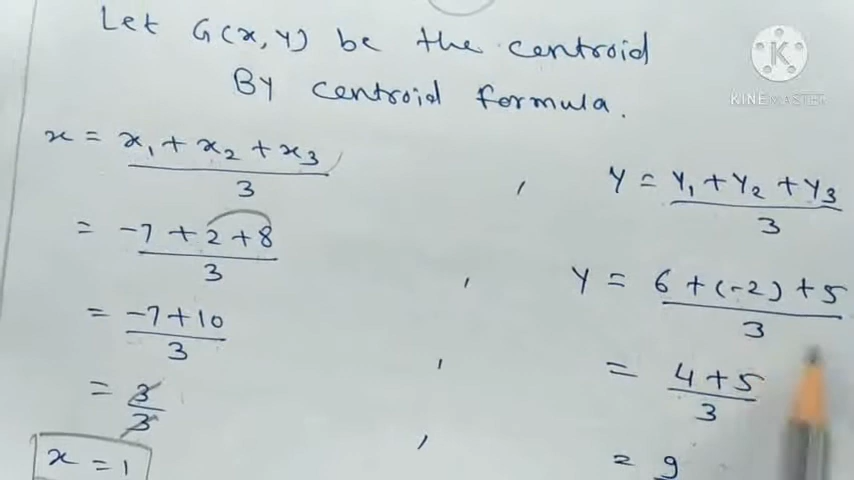 Let G(x, y) be the centroid
By centroid formula.
x = x₁ + x₂ + x₃ / 3 , y = y₁ + y₂ + y₃ / 3
= -7 + 2 + 8 / 3 , y = 6 + (-2) + 5 / 3
= -7 + 10 / 3 , = 4 + 5 / 3
= 3 / 3 , = 9
x = 1
KINEMASTER